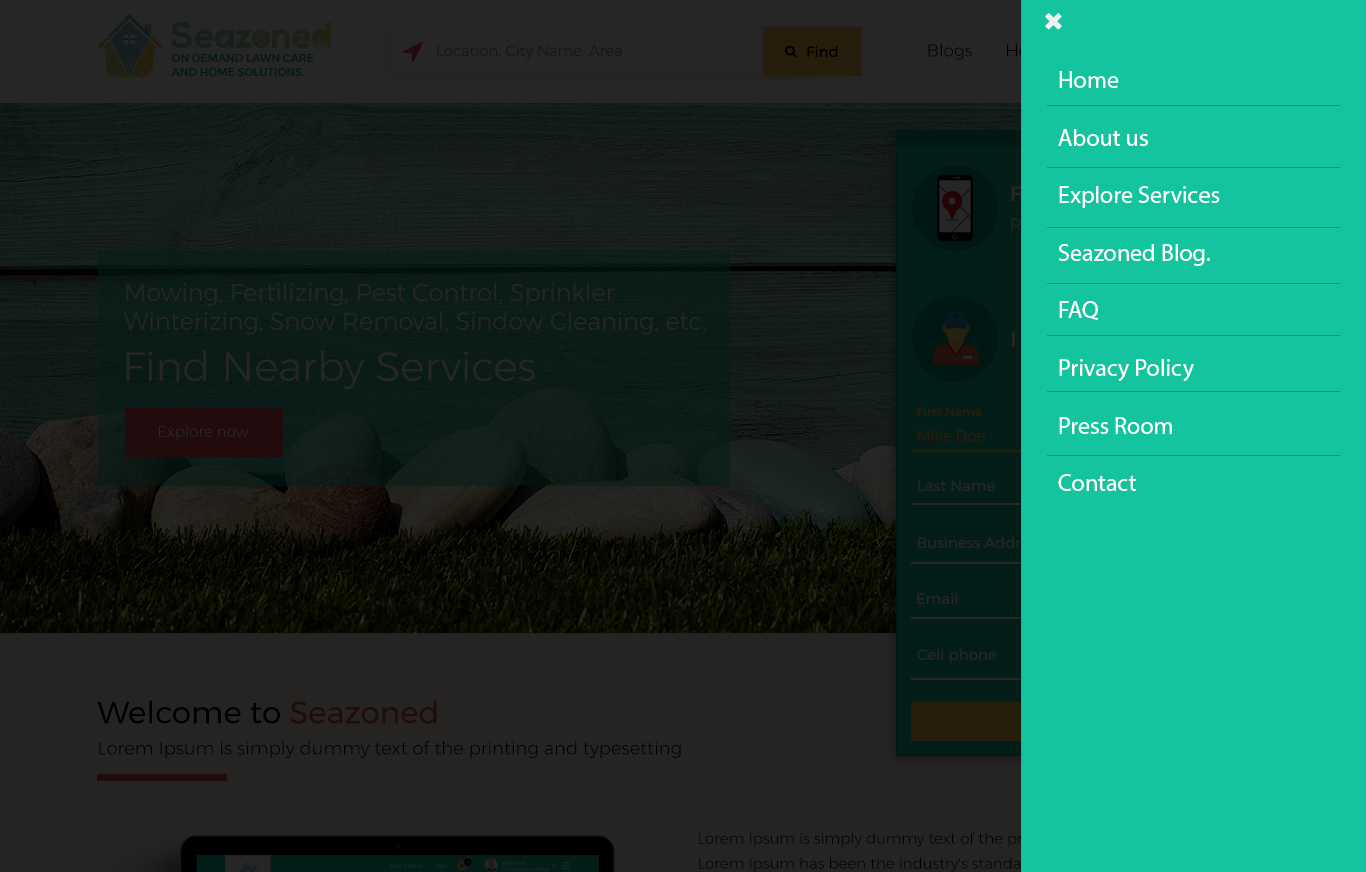 Seazoned
ON DEMAND LAWN CARE
AND HOME SOLUTIONS.
Location, City Name, Area
Find
Blogs
Home
About us
Explore Services
Seazoned Blog.
FAQ
Privacy Policy
Press Room
Contact
Mowing, Fertilizing, Pest Control, Sprinkler
Winterizing, Snow Removal, Sindow Cleaning, etc.
Find Nearby Services
Explore now
First Name
Mike Doe
Last Name
Business Addr
Email
Cell phone
Welcome to Seazoned
Lorem Ipsum is simply dummy text of the printing and typesetting
Lorem Ipsum is simply dummy text of the pr
Lorem Ipsum has been the industry's standa